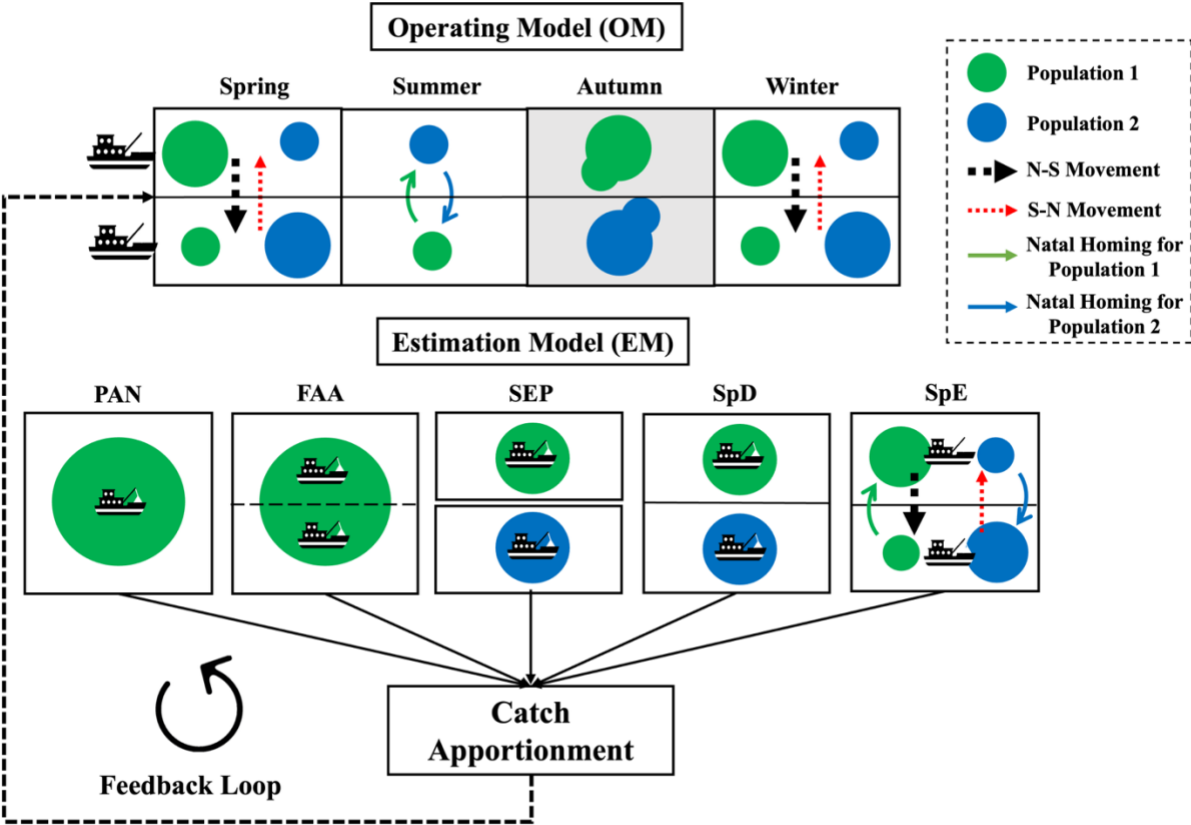 Operating Model (OM)
Spring
Summer
Autumn
Winter
Population 1
Population 2
N-S Movement
S-N Movement
Natal Homing for
Population 1
Natal Homing for
Population 2
Estimation Model (EM)
PAN
FAA
SEP
SpD
SpE
Catch
Apportionment
Feedback Loop